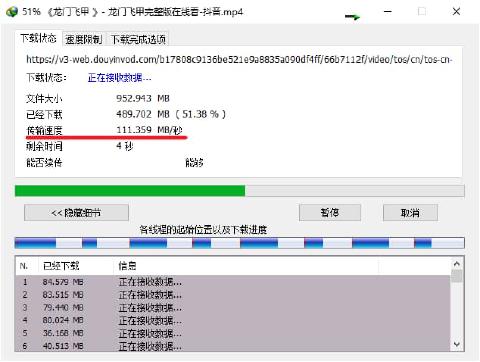 51% 《龙门飞甲 》 - 龙门飞甲完整版在线看-抖音.mp4
下载状态 速度限制 下载完成选项
https://v3-web.douyinvod.com/b17808c9136be521e9a8835a090df4ff/66b7112f/video/tos/cn/tos-cn-
下载状态： 正在接收数据...
文件大小 952.943 MB
已经下载 489.702 MB ( 51.38 % )
传输速度 111.359 MB/秒
剩余时间 4 秒
能否续传 能够
<< 隐藏细节 暂停 取消
各线程的起始位置以及下载进度
N. 已经下载 信息
1 84.579 MB 正在接收数据...
2 83.515 MB 正在接收数据...
3 79.440 MB 正在接收数据...
4 80.024 MB 正在接收数据...
5 36.168 MB 正在接收数据...
6 40.513 MB 正在接收数据...